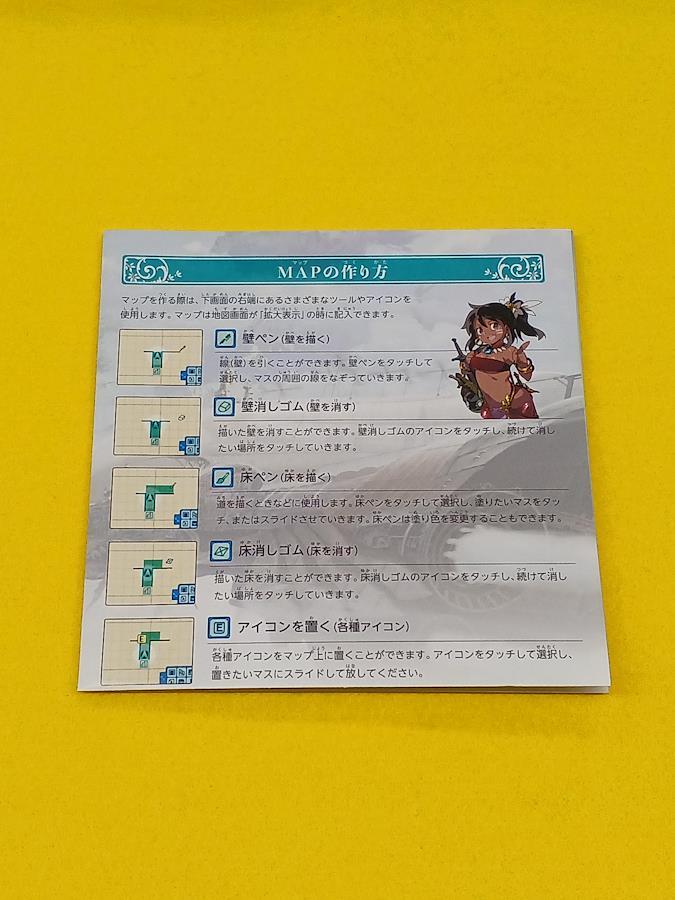 MAPの作り方
マップを作る際は、下画面の右端にあるさまざまなツールやアイコンを
使用します。マップは地図画面が「拡大表示」の時に記入できます。
壁ペン(壁を描く)
線(壁)を引くことができます。壁ペンをタッチして
選択し、マスの周囲の線をなぞっていきます。
壁消しゴム(壁を消す)
描いた壁を消すことができます。壁消しゴムのアイコンをタッチし、続けて消し
たい場所をタッチしていきます。
床ペン(床を描く)
道を描くときなどに使用します。床ペンをタッチして選択し、塗りたいマスをタッ
チ、またはスライドさせていきます。床ペンは塗り色を変更することもできます。
床消しゴム(床を消す)
描いた床を消すことができます。床消しゴムのアイコンをタッチし、続けて消し
たい場所をタッチしていきます。
E アイコンを置く(各種アイコン)
各種アイコンをマップ上に置くことができます。アイコンをタッチして選択し、
置きたいマスにスライドして放してください。